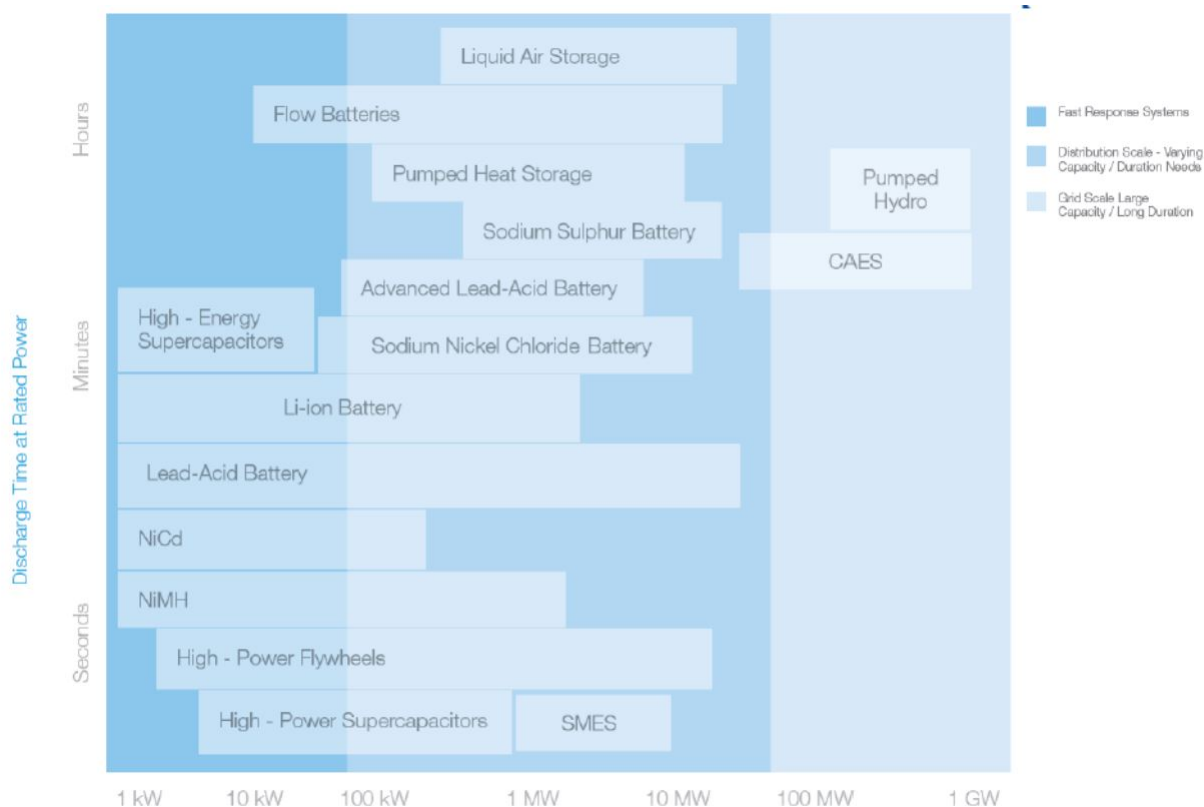 Liquid Air Storage
Flow Batteries
Pumped Heat Storage
Pumped
Hydro
Sodium Sulphur Battery
CAES
Advanced Lead-Acid Battery
High - Energy
Supercapacitors
Sodium Nickel Chloride Battery
Li-ion Battery
Lead-Acid Battery
NiCd
NiMH
High - Power Flywheels
High - Power Supercapacitors
SMES
Hours
Minutes
Seconds
Discharge Time at Rated Power
1 kW
10 kW
100 kW
1 MW
10 MW
100 MW
1 GW
Fast Response Systems
Distribution Scale - Varying
Capacity / Duration Needs
Grid Scale Large
Capacity / Long Duration